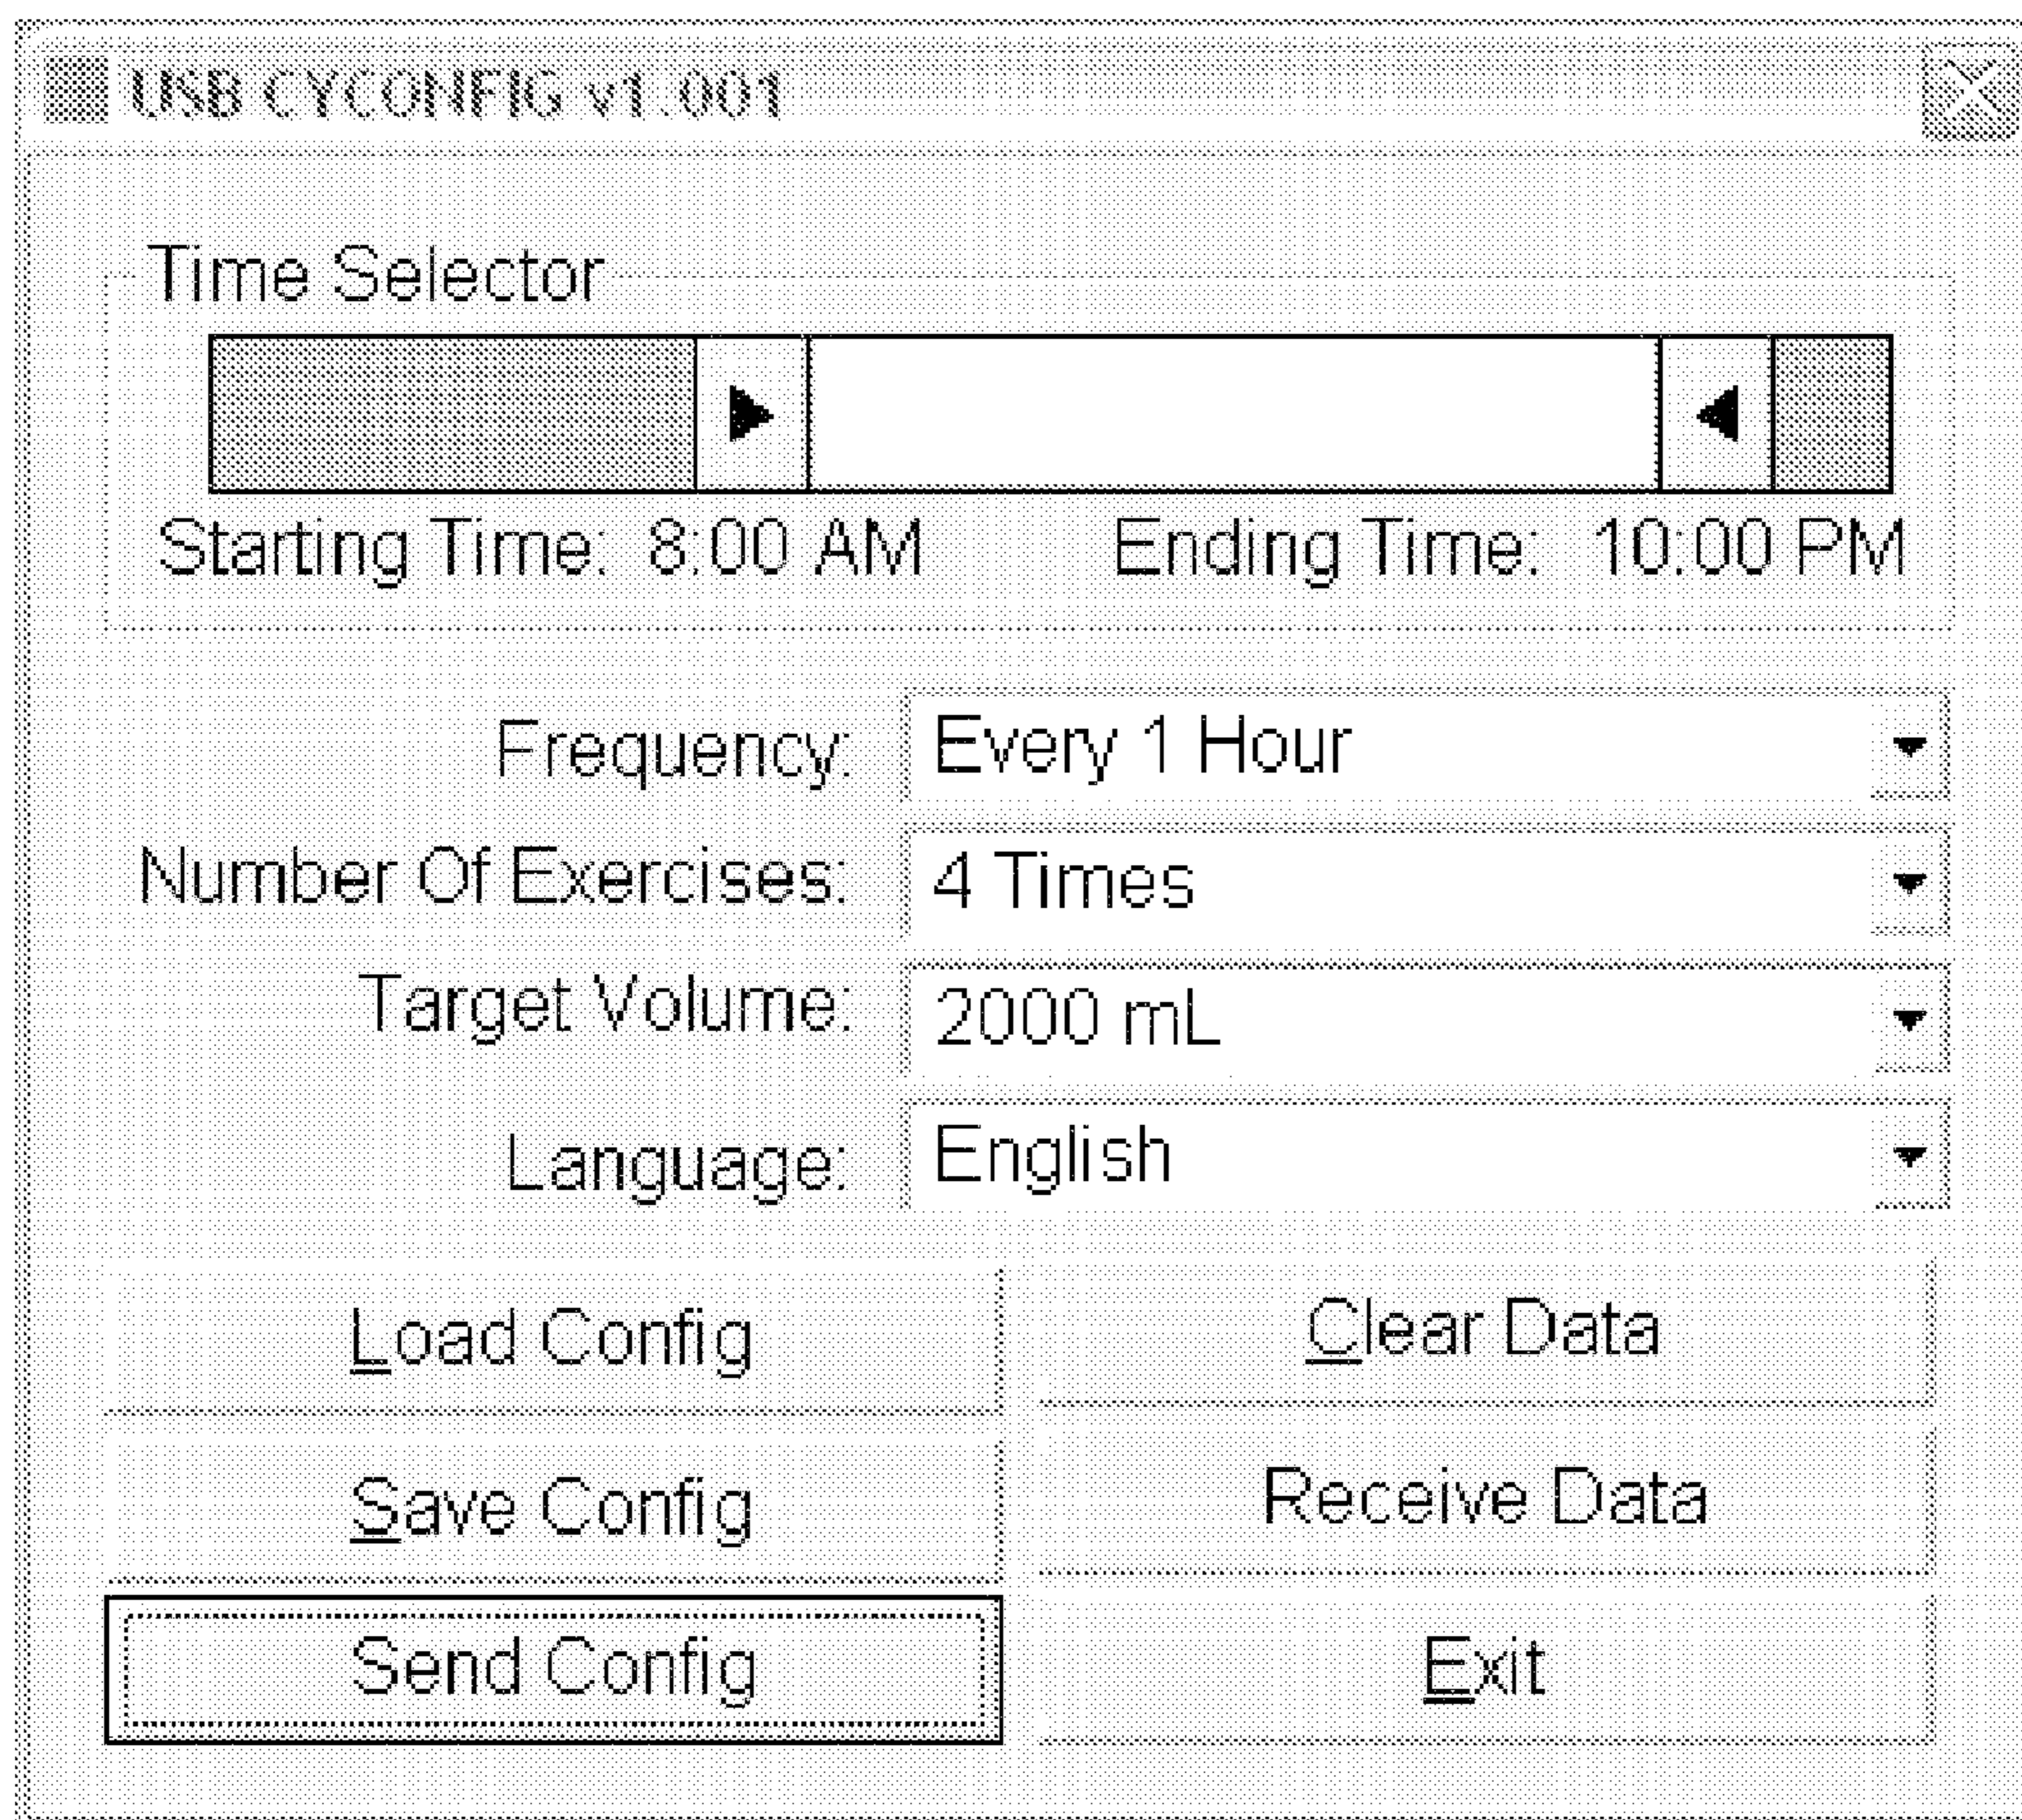 USB CYCONFIG v1.001
Time Selector
Starting Time: 8:00 AM Ending Time: 10:00 PM
Frequency: Every 1 Hour
Number Of Exercises: 4 Times
Target Volume: 2000 mL
Language: English
Load Config Clear Data
Save Config Receive Data
Send Config Exit